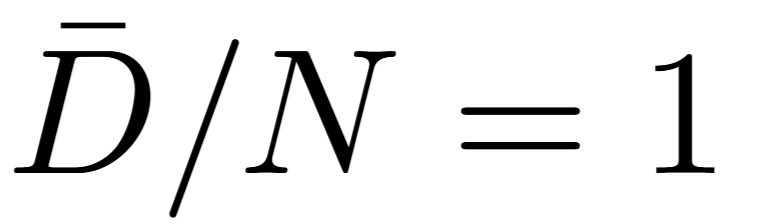 D̄/N = 1